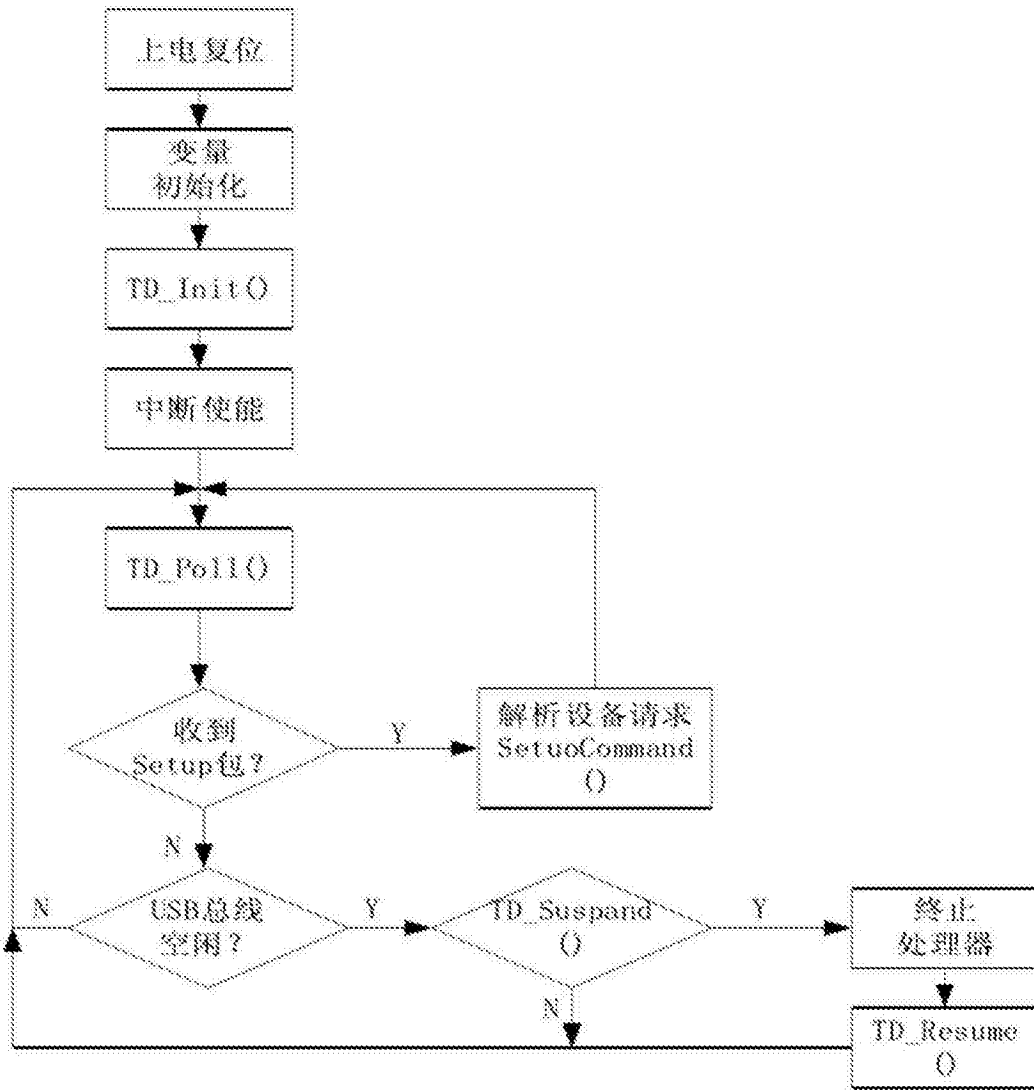 上电复位
变量
初始化
TD_Init()
中断使能
TD_Poll()
收到
Setup包?
Y
解析设备请求
SetuoCommand
()
N
N
USB总线
空闲?
Y
TD_Suspand
()
Y
终止
处理器
N
TD_Resume
()